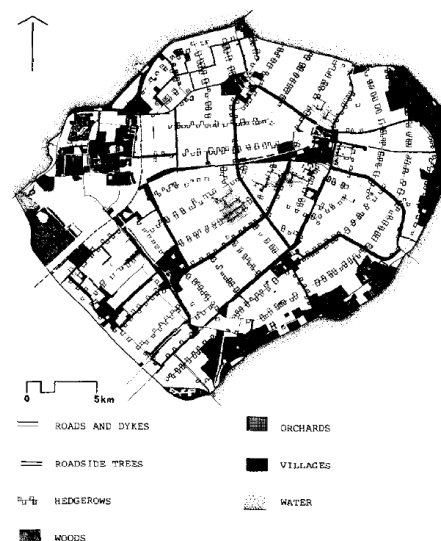 0 5km
ROADS AND DYKES
ROADSIDE TREES
HEDGEROWS
WOODS
ORCHARDS
VILLAGES
WATER